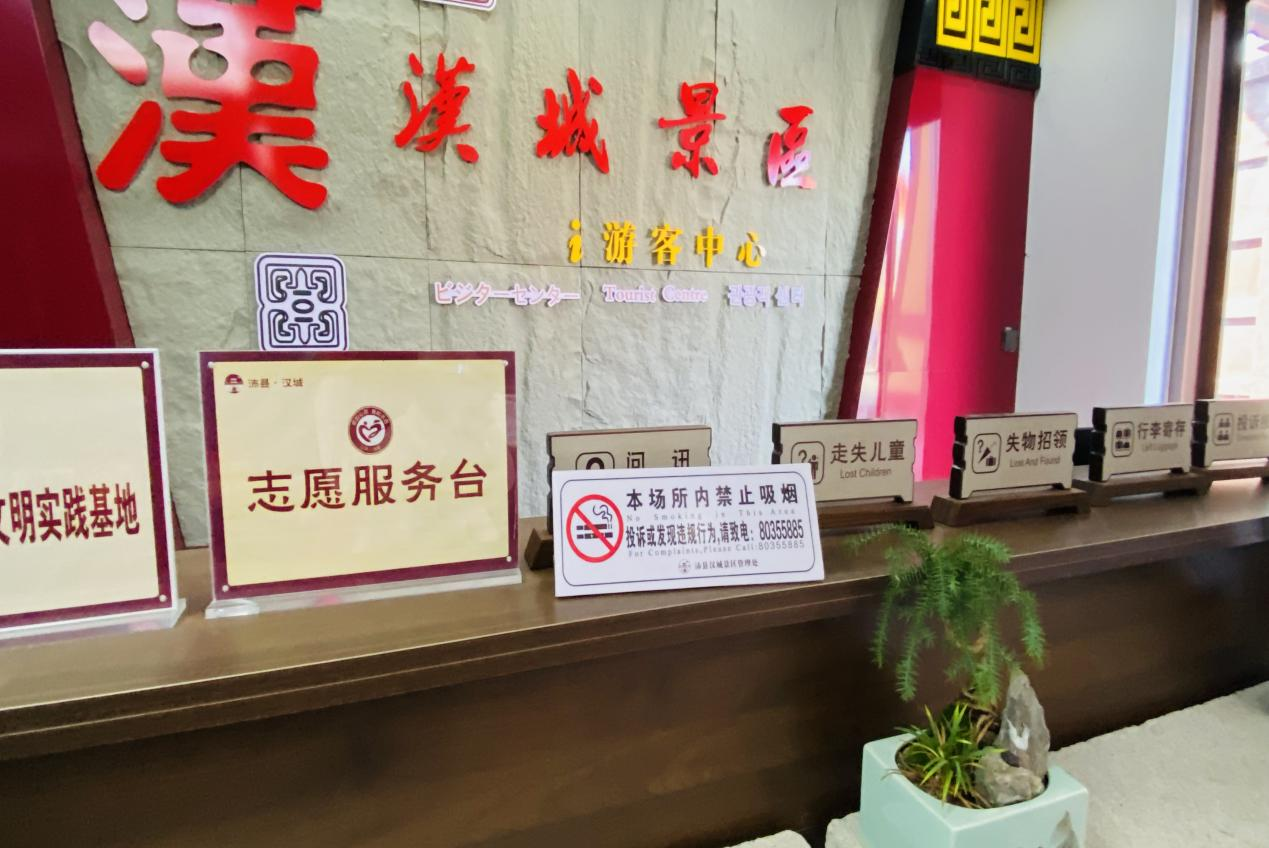 漢
漢城景區
i 游客中心
ビジターセンター Tourist Centre 관광객 센터
文明实践基地
沛县·汉城
志愿服务台
问讯
本场所内禁止吸烟
No Smoking in This Area
投诉或发现违规行为,请致电：80355885
For Complaints,Please Call:80355885
沛县汉城景区管理处
走失儿童
Lost Children
失物招领
Lost And Found
行李寄存
Left Luggage
投诉